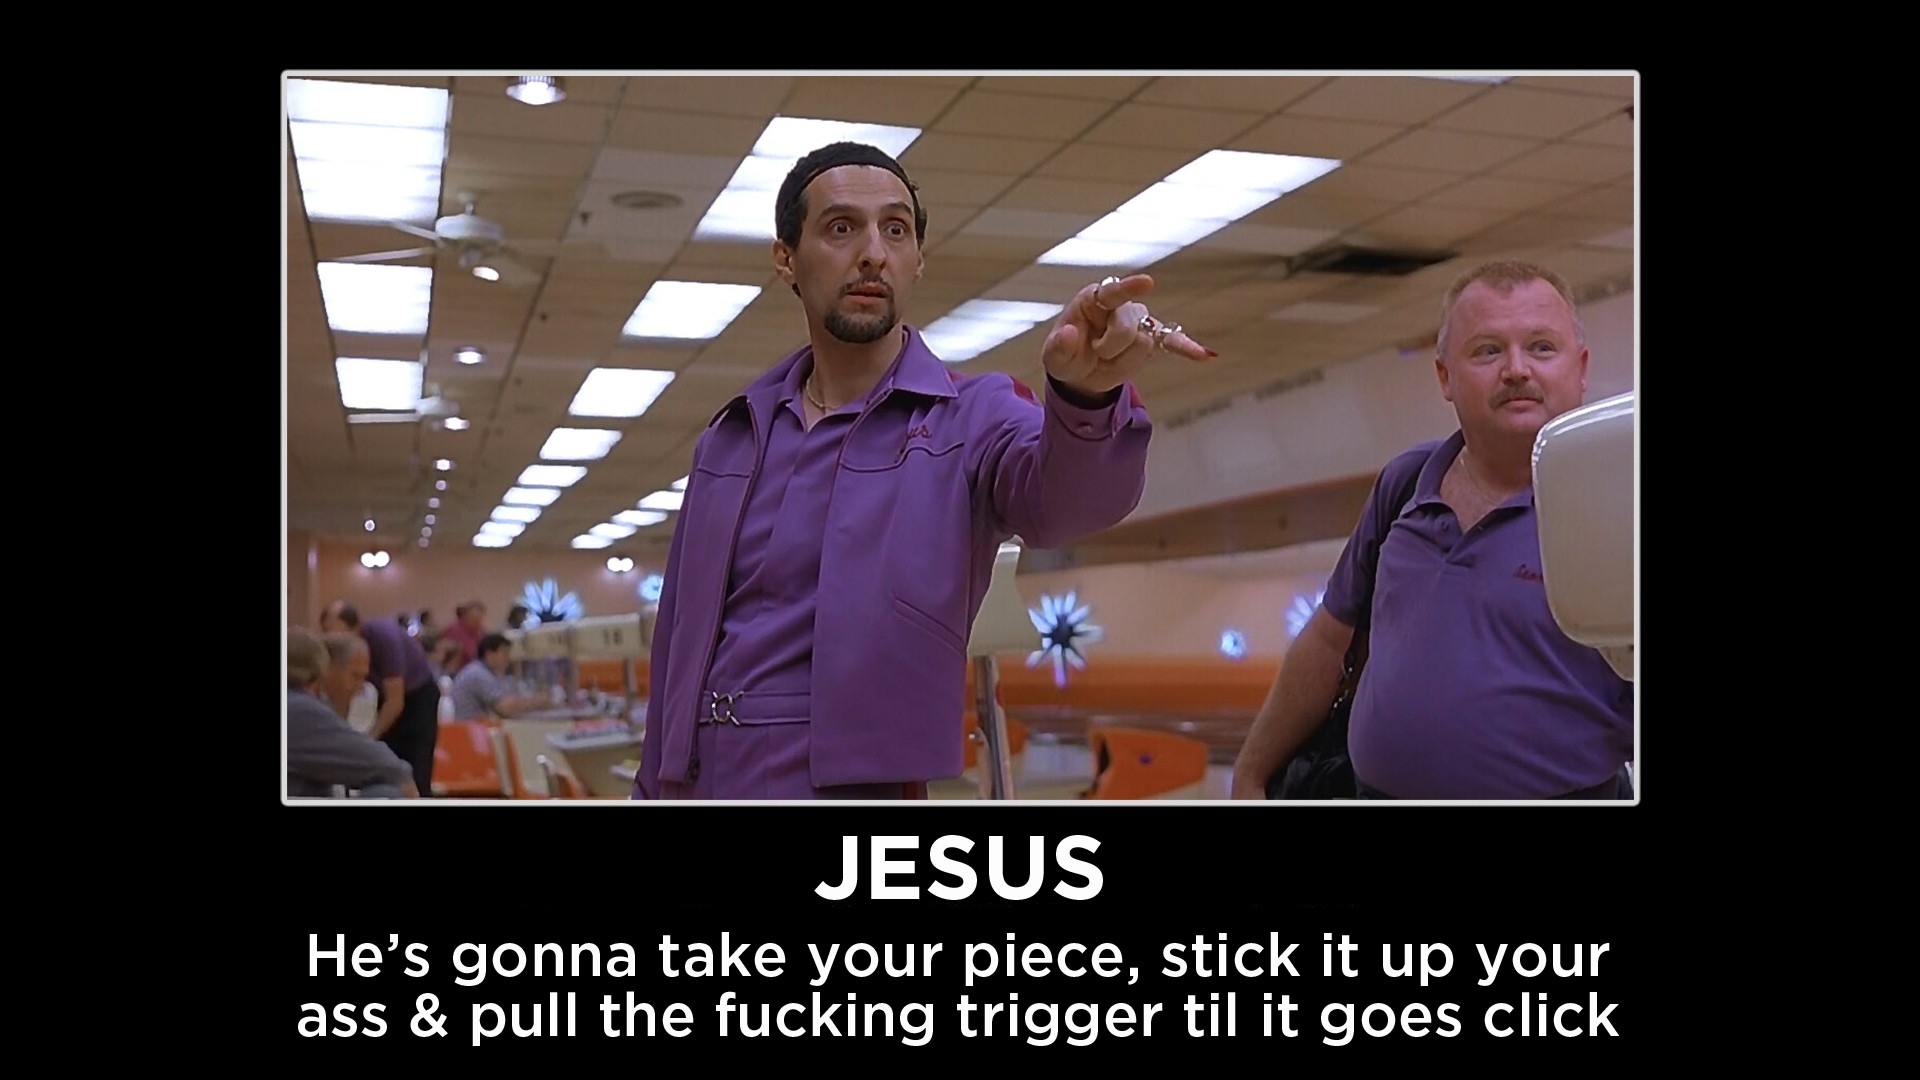 us
JESUS
He’s gonna take your piece, stick it up your
ass & pull the fucking trigger til it goes click